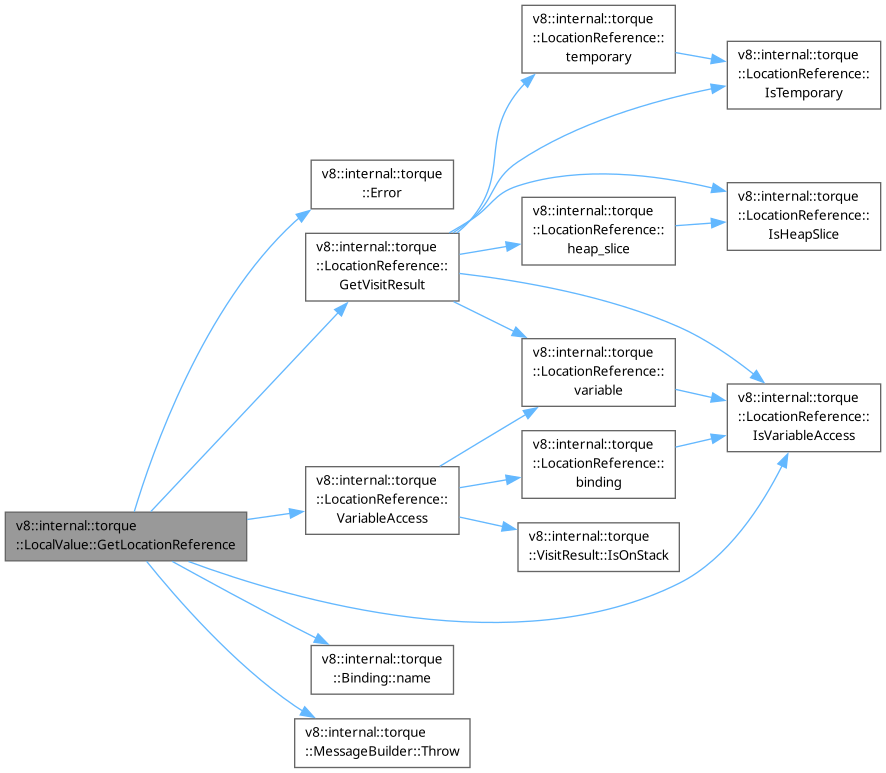 v8::internal::torque
::LocationReference::
temporary
v8::internal::torque
::LocationReference::
IsTemporary
v8::internal::torque
::Error
v8::internal::torque
::LocationReference::
IsHeapSlice
v8::internal::torque
::LocationReference::
heap_slice
v8::internal::torque
::LocationReference::
GetVisitResult
v8::internal::torque
::LocationReference::
variable
v8::internal::torque
::LocationReference::
IsVariableAccess
v8::internal::torque
::LocationReference::
binding
v8::internal::torque
::LocationReference::
VariableAccess
v8::internal::torque
::LocalValue::GetLocationReference
v8::internal::torque
::VisitResult::IsOnStack
v8::internal::torque
::Binding::name
v8::internal::torque
::MessageBuilder::Throw